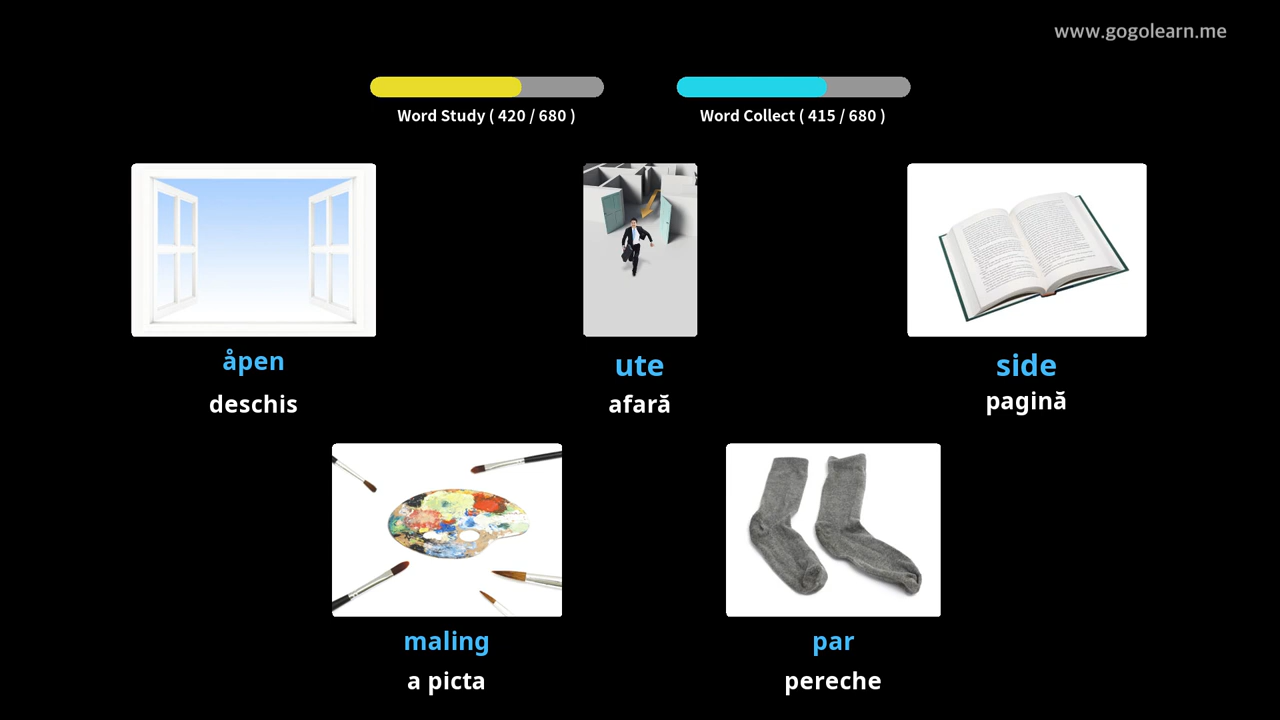 www.gogolearn.me
Word Study ( 420 / 680 )
Word Collect ( 415 / 680 )
åpen
deschis
ute
afară
side
pagină
maling
a picta
par
pereche